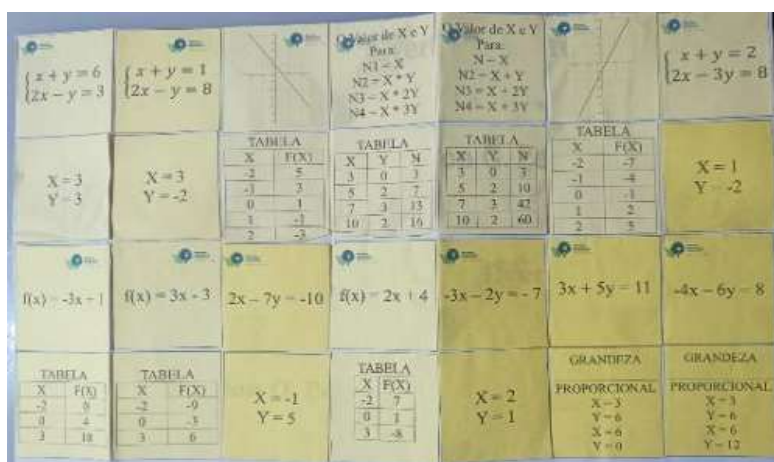 x + y = 6
2x − y = 3
x + y = 1
2x − y = 8
O Valor de X e Y
Para:
N1 = X
N2 = X * Y
N3 = X * 2Y
N4 = X * 3Y
O Valor de X e Y
Para:
N = X
N2 = X + Y
N3 = X + 2Y
N4 = X + 3Y
x + y = 2
2x − 3y = 8
X = 3
Y = 3
X = 3
Y = -2
TABELA
X F(X)
-2 5
-1 3
0 1
1 -1
2 -3
TABELA
X Y N
3 0 3
5 2 7
7 3 13
10 2 16
TABELA
X Y N
3 0 3
5 2 10
7 3 42
10 2 60
TABELA
X F(X)
-2 -7
-1 -4
0 -1
1 2
2 5
X = 1
Y = -2
f(x) = -3x + 1
f(x) = 3x - 3
2x − 7y = -10
f(x) = 2x + 4
-3x − 2y = - 7
3x + 5y = 11
-4x − 6y = 8
TABELA
X F(X)
-2 0
0 4
3 10
TABELA
X F(X)
-2 -9
0 -3
3 6
X = -1
Y = 5
TABELA
X F(X)
-2 7
0 1
3 -8
X = 2
Y = 1
GRANDEZA
PROPORCIONAL
X = 3
Y = 6
X = 6
Y = 0
GRANDEZA
PROPORCIONAL
X = 3
Y = 6
X = 6
Y = 12